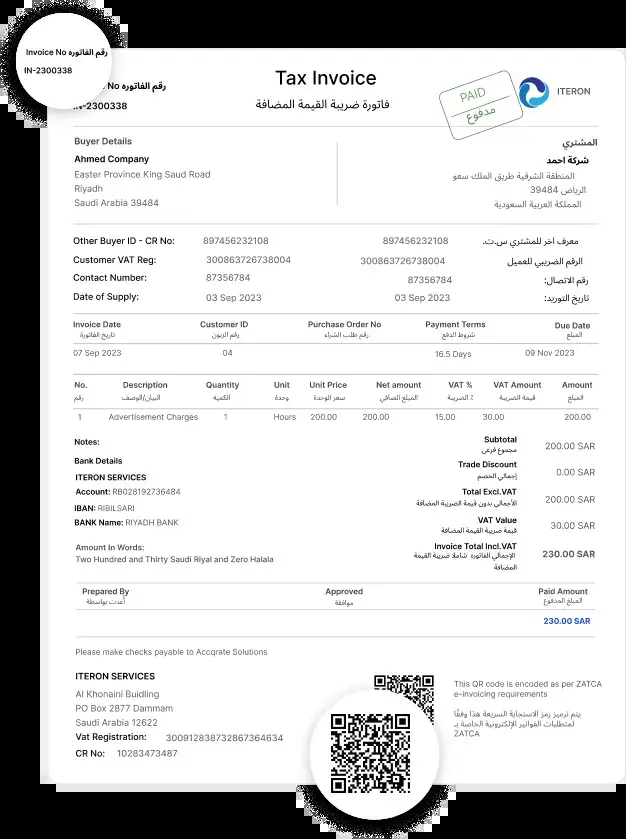 Invoice No رقم الفاتوره
IN-2300338
No رقم الفاتوره
IN-2300338
Tax Invoice
فاتورة ضريبة القيمة المضافة
PAID
مدفوع
ITERON
Buyer Details
المشتري
Ahmed Company
شركة احمد
Easter Province King Saud Road
المنطقة الشرقية طريق الملك سعو
Riyadh
الرياض 39484
Saudi Arabia 39484
المملكة العربية السعودية
Other Buyer ID - CR No: 897456232108 897456232108 معرف اخر للمشتري س.ت.
Customer VAT Reg: 300863726738004 300863726738004 الرقم الضريبي للعميل
Contact Number: 87356784 87356784 رقم الاتصال:
Date of Supply: 03 Sep 2023 03 Sep 2023 تاريخ التوريد:
Invoice Date Customer ID Purchase Order No Payment Terms Due Date
تاريخ الفاتورة رقم الزبون رقم طلب الشراء شروط الدفع المبلغ
07 Sep 2023 04 16.5 Days 09 Nov 2023
No. Description Quantity Unit Unit Price Net amount VAT % VAT Amount Amount
رقم البيان/الوصف الكميه وحدة سعر الوحدة المبلغ الصافي ٪ الضريبة قيمة الضريبة المبلغ
1 Advertisement Charges 1 Hours 200.00 200.00 15.00 30.00 200.00
Notes:
Bank Details
ITERON SERVICES
Account: RB028192736484
IBAN: RIBILSARI
BANK Name: RIYADH BANK
Amount In Words:
Two Hundred and Thirty Saudi Riyal and Zero Halala
Subtotal 200.00 SAR
مجموع فرعي
Trade Discount 0.00 SAR
إجمالي الخصم
Total Excl.VAT 200.00 SAR
الأجمالى بدون قيمة الضريبة المضافة
VAT Value 30.00 SAR
قيمة ضريبة القيمة المضافة
Invoice Total Incl.VAT 230.00 SAR
الإجمالي الفاتوره شاملا ضريبة القيمة
المضافة
Prepared By Approved Paid Amount
أعدت بواسطة موافقة المبلغ المدفوع
230.00 SAR
Please make checks payable to Accqrate Solutions
ITERON SERVICES
Al Khonaini Buidling
PO Box 2877 Dammam
Saudi Arabia 12622
Vat Registration: 300912838732867364634
CR No: 10283473487
This QR code is encoded as per ZATCA
e-invoicing requirements
يتم ترميز رمز الاستجابة السريعة هذا وفقًا
لمتطلبات الفواتير الإلكترونية الخاصة بـ
ZATCA